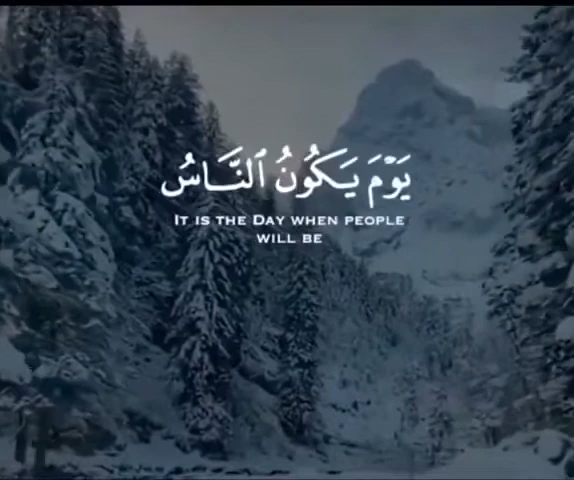 يَوْمَ يَكُونُ ٱلنَّاسُ
IT IS THE DAY WHEN PEOPLE
WILL BE